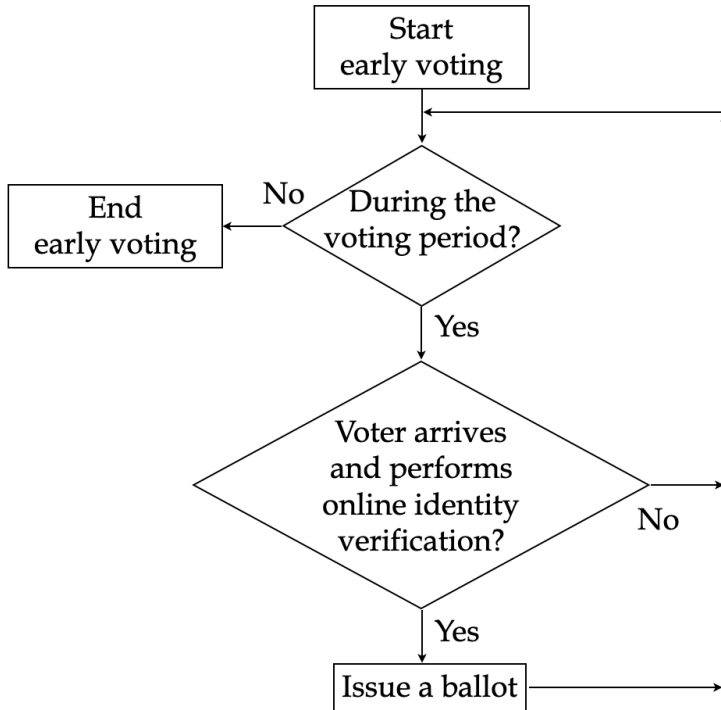 Start
early voting
No
End
early voting
During the
voting period?
Yes
Voter arrives
and performs
online identity
verification?
No
Yes
Issue a ballot